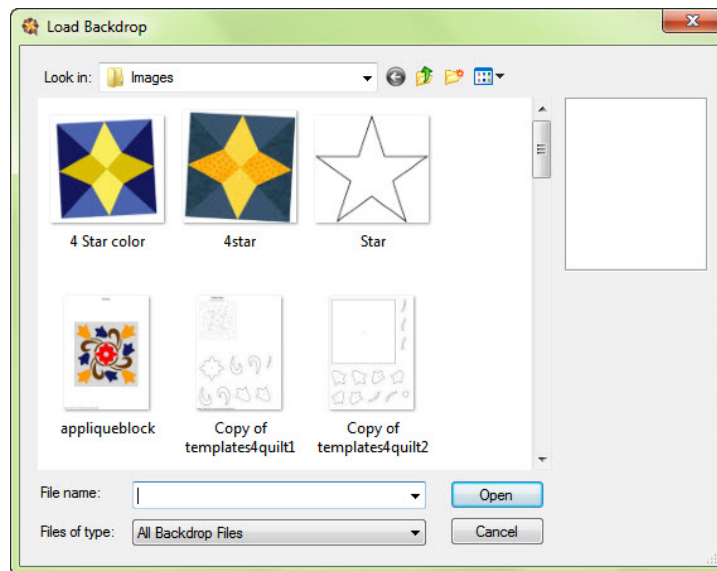 Load Backdrop
Look in: Images
4 Star color
4star
Star
appliqueblock
Copy of
templates4quilt1
Copy of
templates4quilt2
File name:
Open
Files of type: All Backdrop Files
Cancel